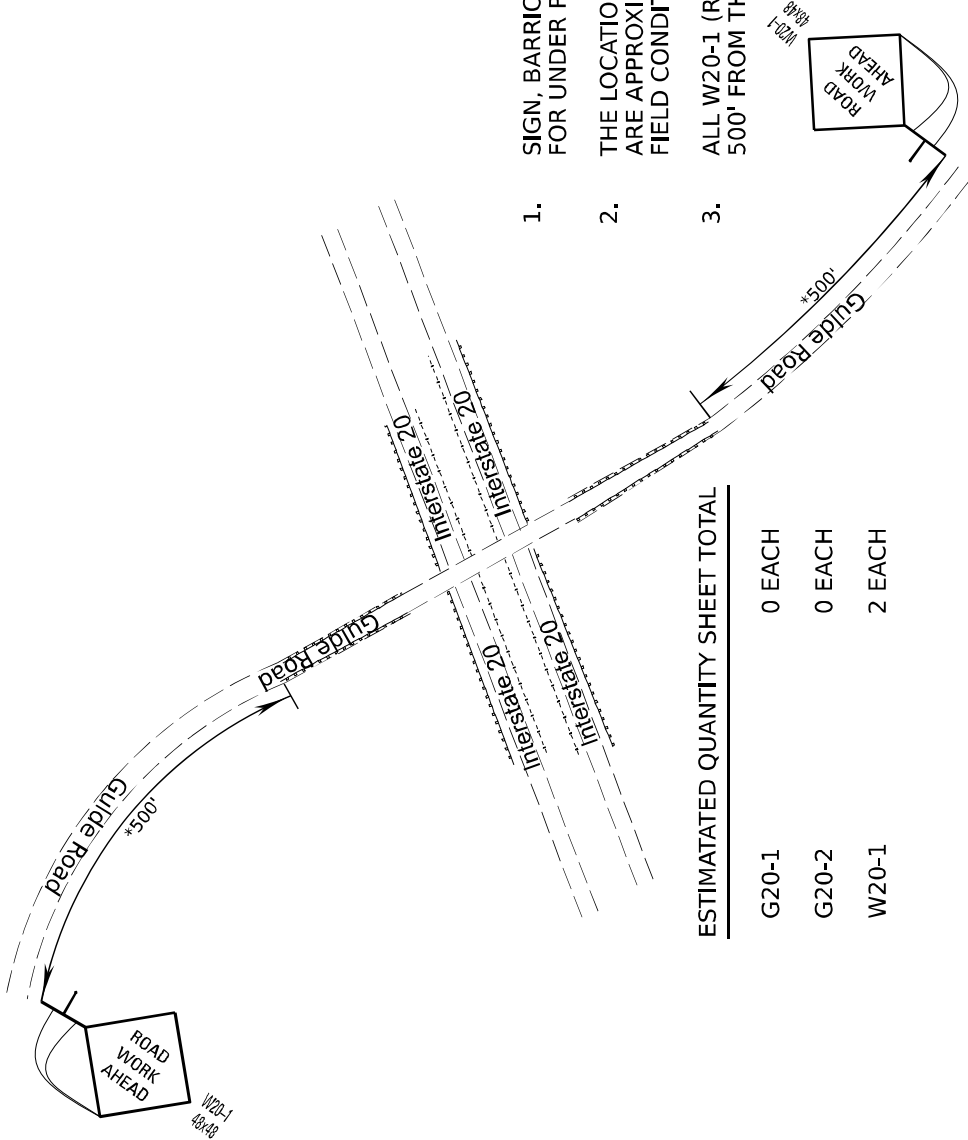 W20-1
48x48
ROAD
WORK
AHEAD
*500'
Guide Road
Guide Road
Interstate 20
Interstate 20
Interstate 20
Interstate 20
Guide Road
*500'
ROAD
WORK
AHEAD
W20-1
48x48
1. SIGN, BARRIC
FOR UNDER
2. THE LOCATIO
ARE APPROXI
FIELD CONDIT
3. ALL W20-1 (R
500' FROM TH
ESTIMATATED QUANTITY SHEET TOTAL
G20-1 0 EACH
G20-2 0 EACH
W20-1 2 EACH